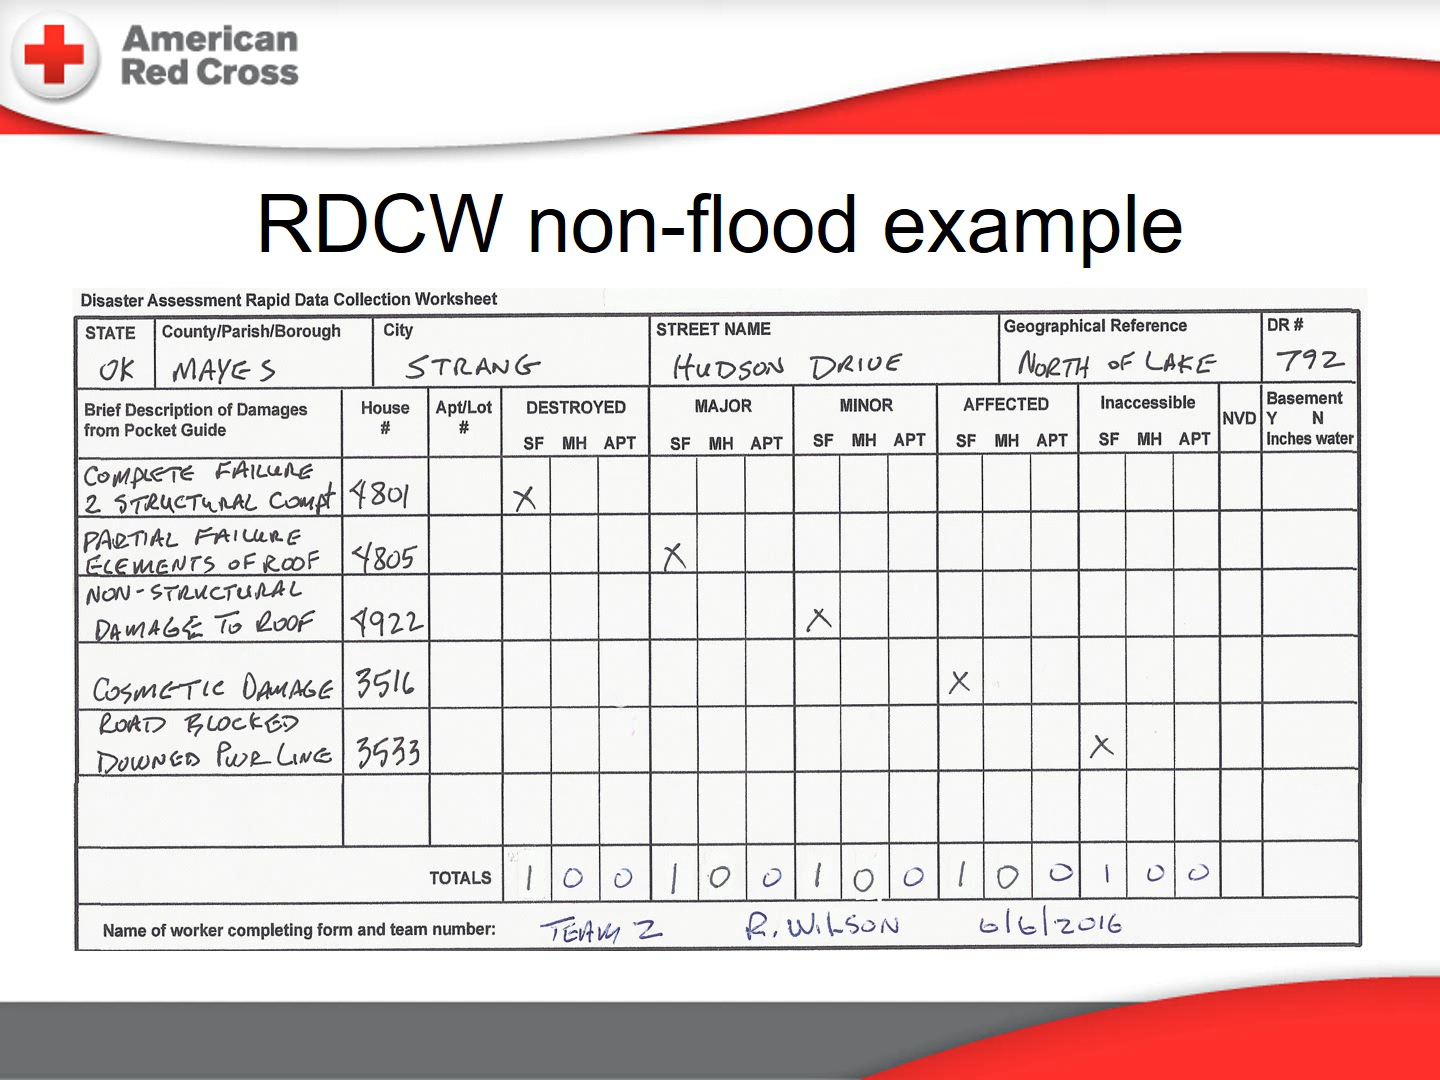 American
Red Cross
RDCW non-flood example
Disaster Assessment Rapid Data Collection Worksheet
STATE County/Parish/Borough City STREET NAME Geographical Reference DR #
OK MAYES STRANG HUDSON DRIVE NORTH OF LAKE 792
Brief Description of Damages from Pocket Guide House # Apt/Lot # DESTROYED MAJOR MINOR AFFECTED Inaccessible NVD Basement
Y N
Inches water
SF MH APT SF MH APT SF MH APT SF MH APT SF MH APT
COMPLETE FAILURE
2 STRUCTURAL COMPT 4801 X
PARTIAL FAILURE
ELEMENTS OF ROOF 4805 X
NON-STRUCTURAL
DAMAGE TO ROOF 4922 X
COSMETIC DAMAGE 3516 X
ROAD BLOCKED
DOWNED PWR LINE 3533 X
TOTALS 1 0 0 1 0 0 1 0 0 1 0 0 1 0 0
Name of worker completing form and team number: TEAM 2 R. WILSON 6/6/2016